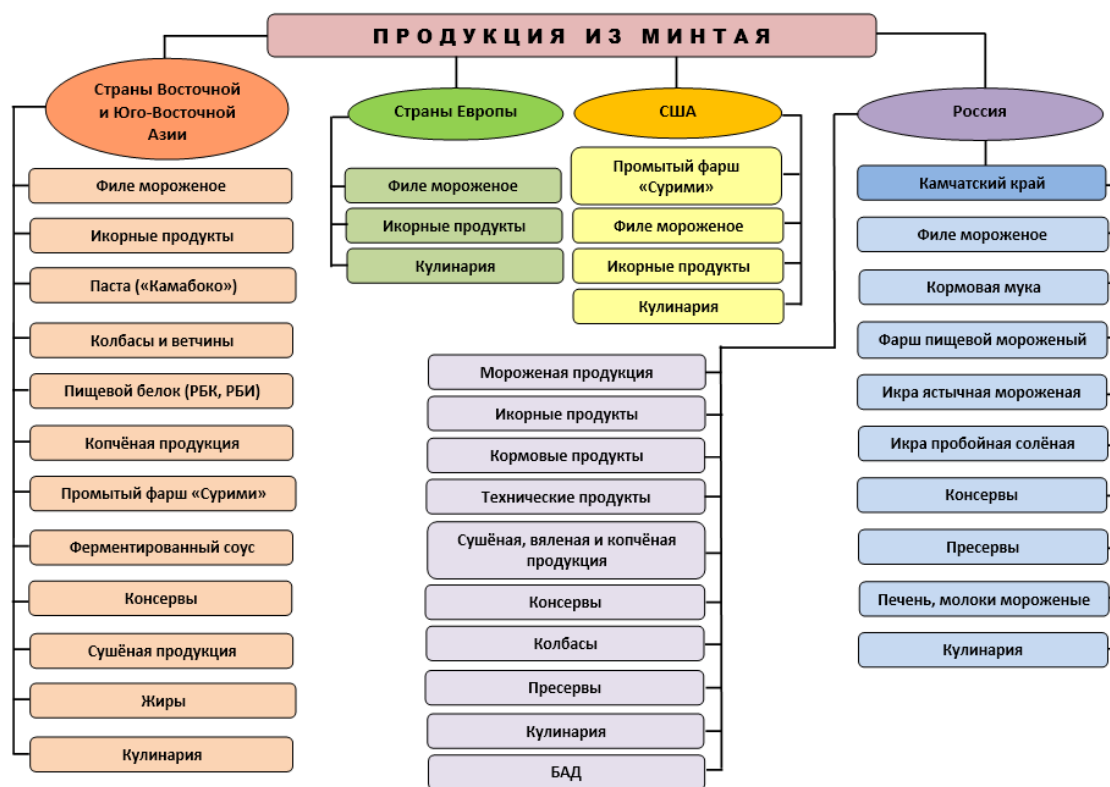 ПРОДУКЦИЯ ИЗ МИНТАЯ
Страны Восточной
и Юго-Восточной
Азии
Филе мороженое
Икорные продукты
Паста («Камабоко»)
Колбасы и ветчины
Пищевой белок (РБК, РБИ)
Копчёная продукция
Промытый фарш «Сурими»
Ферментированный соус
Консервы
Сушёная продукция
Жиры
Кулинария
Страны Европы
Филе мороженое
Икорные продукты
Кулинария
США
Промытый фарш
«Сурими»
Филе мороженое
Икорные продукты
Кулинария
Россия
Мороженая продукция
Икорные продукты
Кормовые продукты
Технические продукты
Сушёная, вяленая и копчёная
продукция
Консервы
Колбасы
Пресервы
Кулинария
БАД
Камчатский край
Филе мороженое
Кормовая мука
Фарш пищевой мороженый
Икра ястычная мороженая
Икра пробойная солёная
Консервы
Пресервы
Печень, молоки мороженые
Кулинария